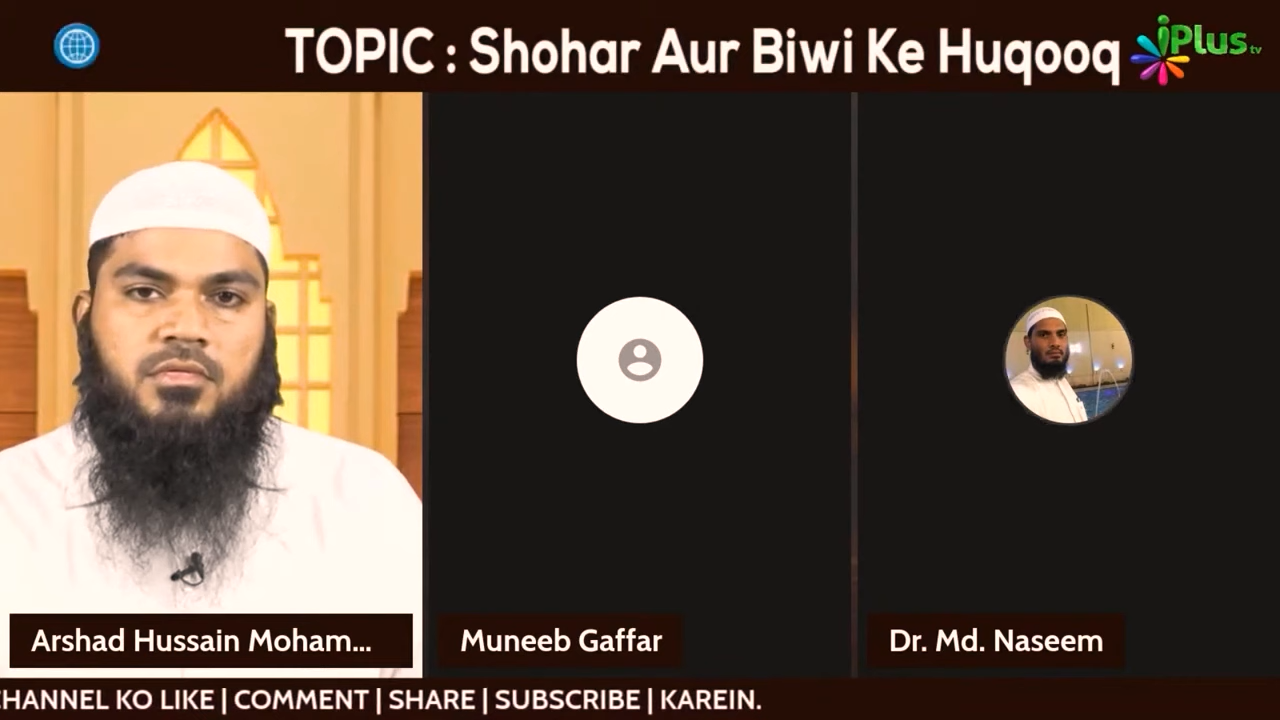 TOPIC : Shohar Aur Biwi Ke Huqooq
iPlus tv
Arshad Hussain Moham...
Muneeb Gaffar
Dr. Md. Naseem
CHANNEL KO LIKE | COMMENT | SHARE | SUBSCRIBE | KAREIN.